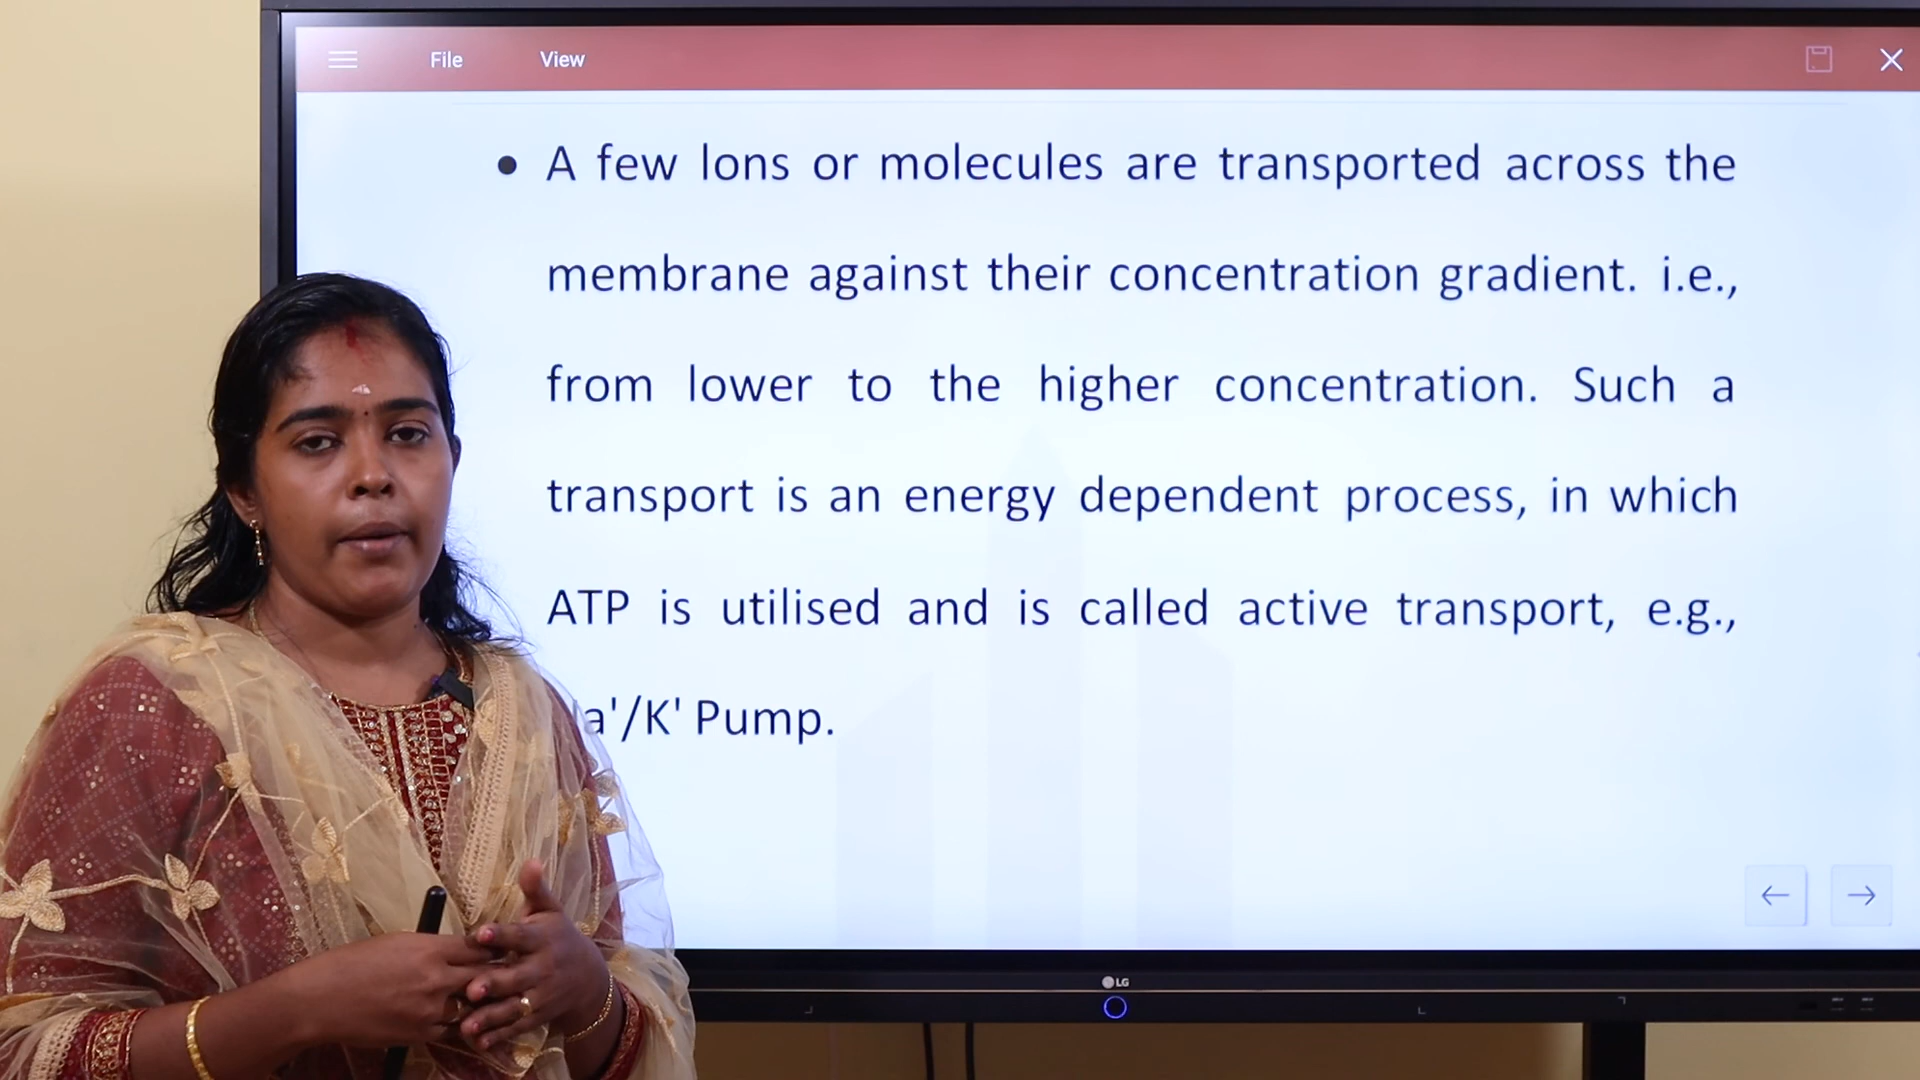 File View
• A few Ions or molecules are transported across the
membrane against their concentration gradient. i.e.,
from lower to the higher concentration. Such a
transport is an energy dependent process, in which
ATP is utilised and is called active transport, e.g.,
a'/K' Pump.
LG